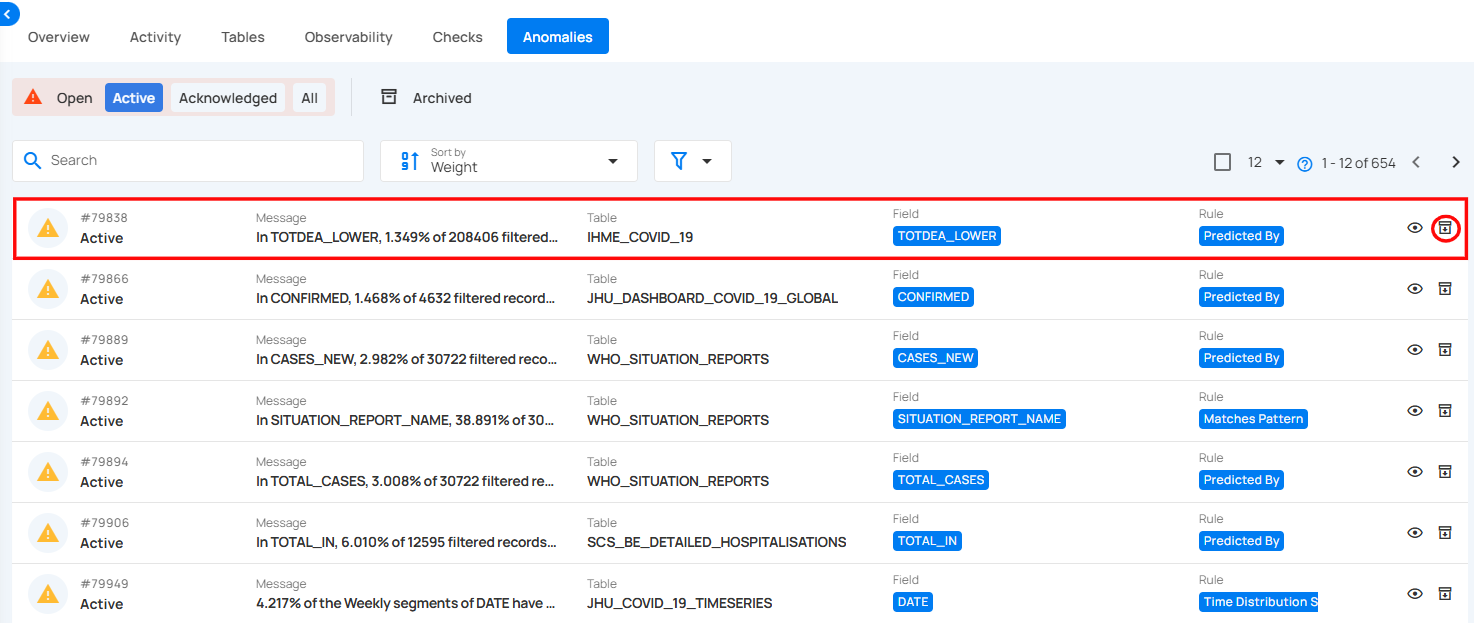 Overview Activity Tables Observability Checks Anomalies
Open Active Acknowledged All Archived
Search
Sort by
Weight
12 1 - 12 of 654
#79838 Message Table Field Rule
Active In TOTDEA_LOWER, 1.349% of 208406 filtered... IHME_COVID_19 TOTDEA_LOWER Predicted By
#79866 Message Table Field Rule
Active In CONFIRMED, 1.468% of 4632 filtered record... JHU_DASHBOARD_COVID_19_GLOBAL CONFIRMED Predicted By
#79889 Message Table Field Rule
Active In CASES_NEW, 2.982% of 30722 filtered reco... WHO_SITUATION_REPORTS CASES_NEW Predicted By
#79892 Message Table Field Rule
Active In SITUATION_REPORT_NAME, 38.891% of 30... WHO_SITUATION_REPORTS SITUATION_REPORT_NAME Matches Pattern
#79894 Message Table Field Rule
Active In TOTAL_CASES, 3.008% of 30722 filtered re... WHO_SITUATION_REPORTS TOTAL_CASES Predicted By
#79906 Message Table Field Rule
Active In TOTAL_IN, 6.010% of 12595 filtered records... SCS_BE_DETAILED_HOSPITALISATIONS TOTAL_IN Predicted By
#79949 Message Table Field Rule
Active 4.217% of the Weekly segments of DATE have ... JHU_COVID_19_TIMESERIES DATE Time Distribution S